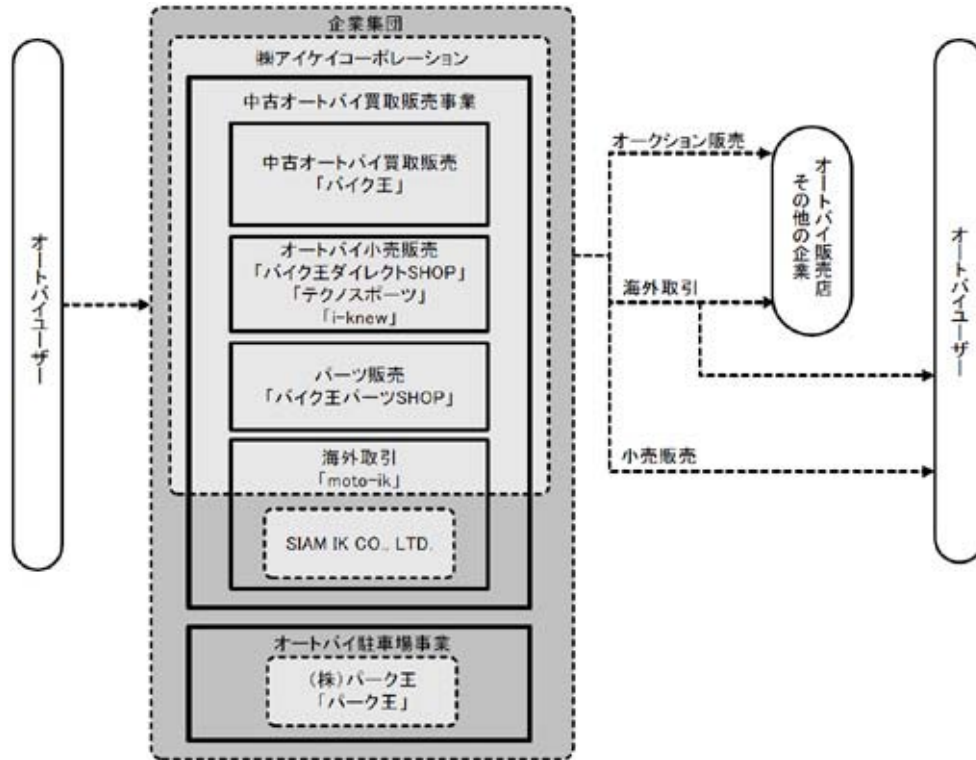 企業集団
㈱アイケイコーポレーション
中古オートバイ買取販売事業
中古オートバイ買取販売
「バイク王」
オートバイ小売販売
「バイク王ダイレクトSHOP」
「テクノスポーツ」
「i-knew」
パーツ販売
「バイク王パーツSHOP」
海外取引
「moto-ik」
SIAM IK CO., LTD.
オートバイ駐車場事業
(株)パーク王
「パーク王」
オートバイユーザー
オークション販売
海外取引
小売販売
オートバイ販売店
その他の企業
オートバイユーザー